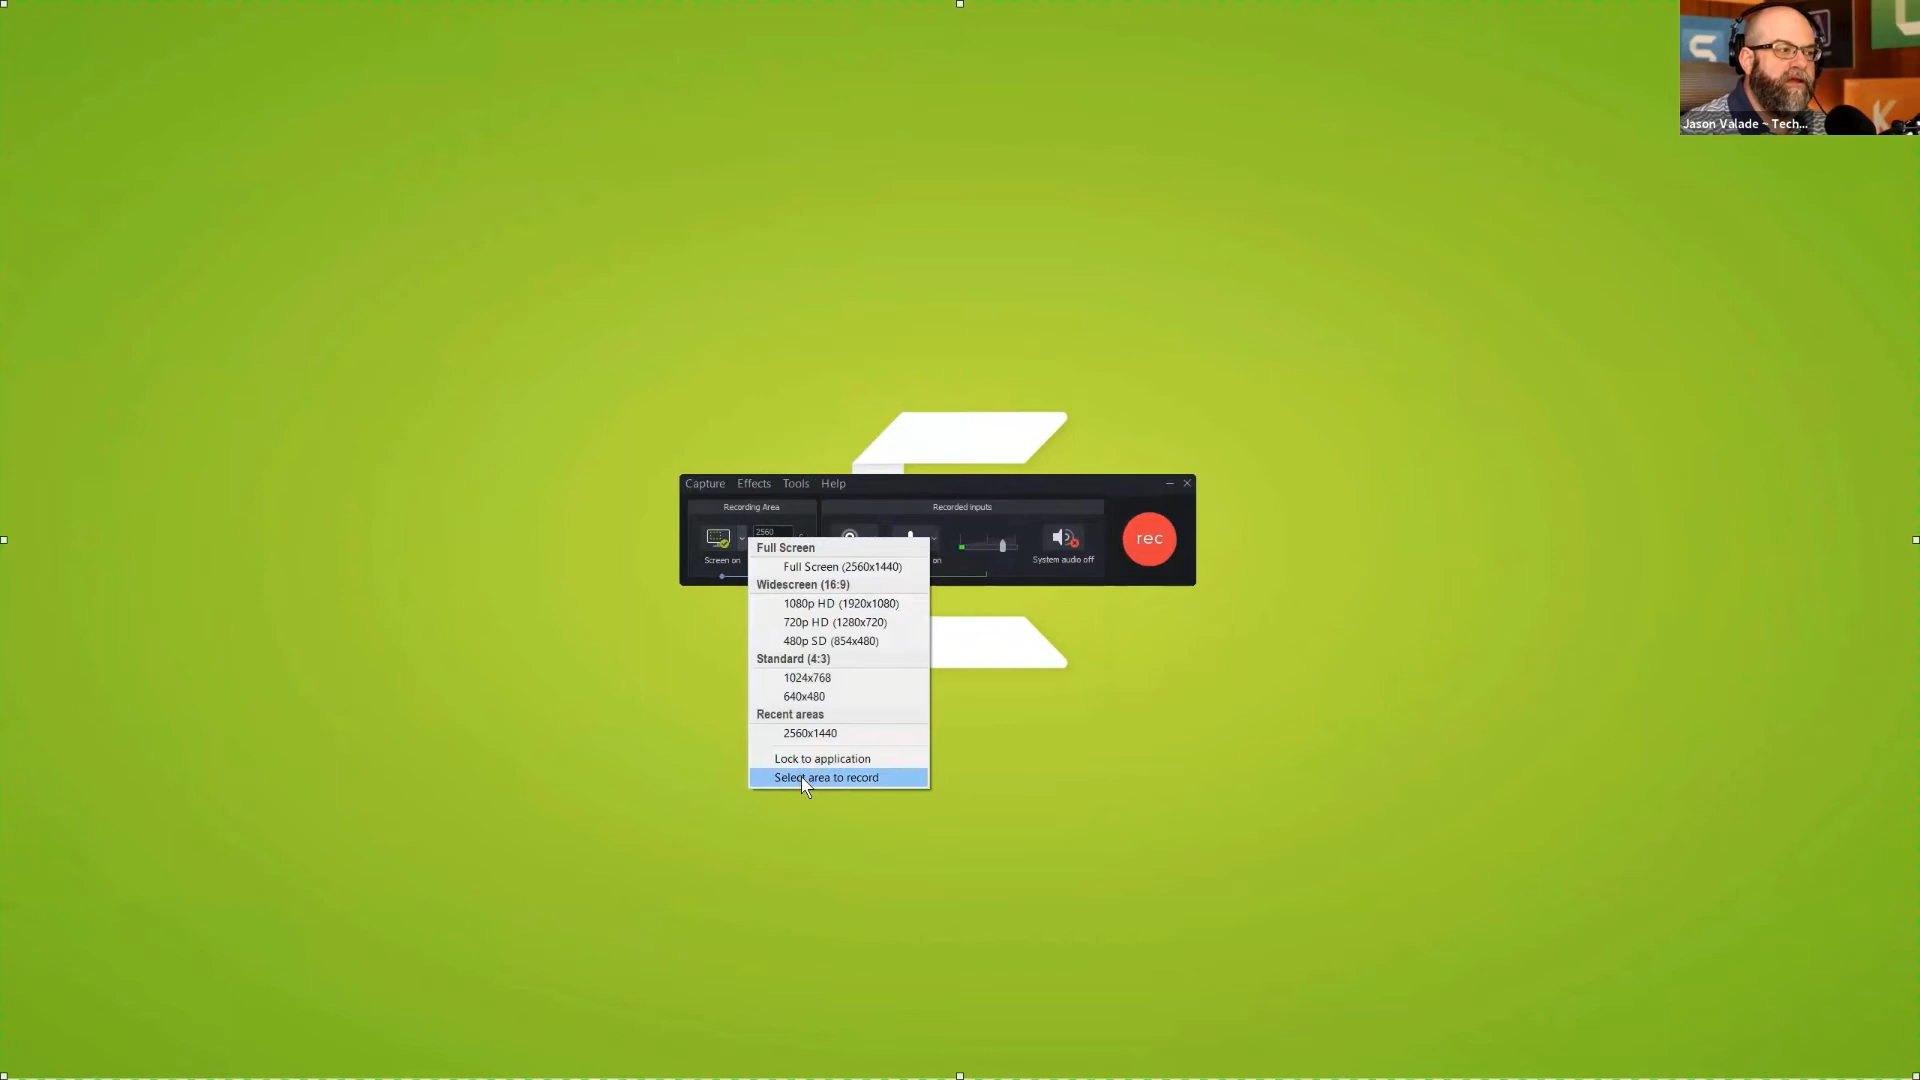 Jason Valade ~ Tech...
Capture Effects Tools Help
Recording Area
Recorded inputs
2560
rec
Screen on
on
System audio off
Full Screen
Full Screen (2560x1440)
Widescreen (16:9)
1080p HD (1920x1080)
720p HD (1280x720)
480p SD (854x480)
Standard (4:3)
1024x768
640x480
Recent areas
2560x1440
Lock to application
Select area to record